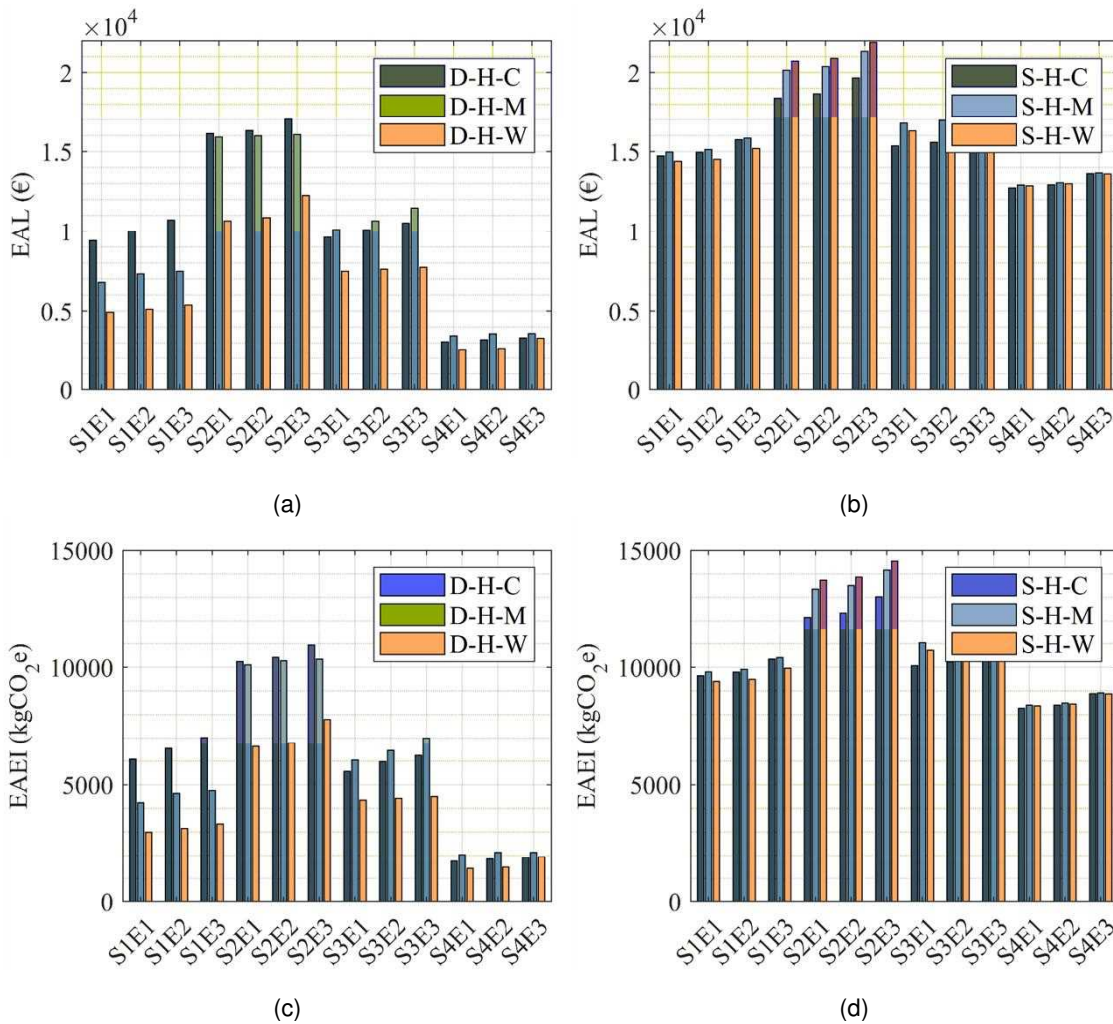 ×10⁴
2
1.5
1
0.5
0
EAL (€)
D-H-C
D-H-M
D-H-W
S1E1 S1E2 S1E3 S2E1 S2E2 S2E3 S3E1 S3E2 S3E3 S4E1 S4E2 S4E3
(a)
×10⁴
2
1.5
1
0.5
0
EAL (€)
S-H-C
S-H-M
S-H-W
S1E1 S1E2 S1E3 S2E1 S2E2 S2E3 S3E1 S3E2 S3E3 S4E1 S4E2 S4E3
(b)
15000
10000
5000
0
EAEI (kgCO₂e)
D-H-C
D-H-M
D-H-W
S1E1 S1E2 S1E3 S2E1 S2E2 S2E3 S3E1 S3E2 S3E3 S4E1 S4E2 S4E3
(c)
15000
10000
5000
0
EAEI (kgCO₂e)
S-H-C
S-H-M
S-H-W
S1E1 S1E2 S1E3 S2E1 S2E2 S2E3 S3E1 S3E2 S3E3 S4E1 S4E2 S4E3
(d)